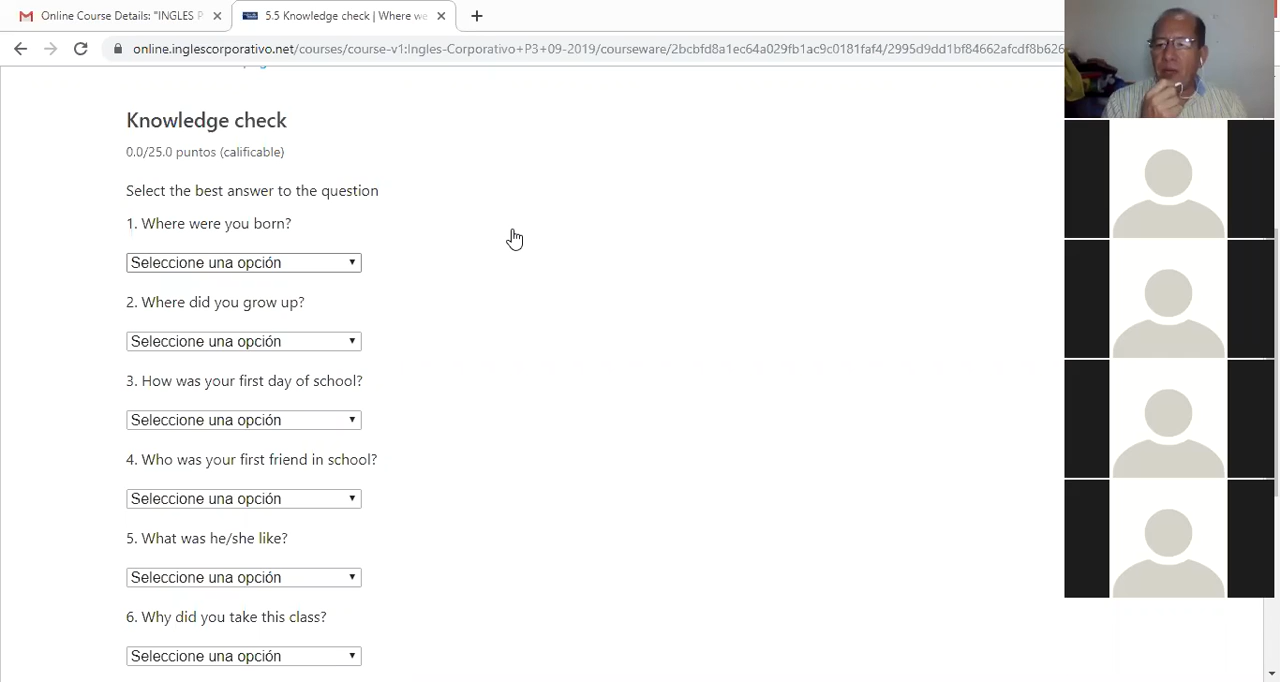 Online Course Details: "INGLES P
5.5 Knowledge check | Where we
online.inglescorporativo.net/courses/course-v1:Ingles-Corporativo+P3+09-2019/courseware/2bcbfd8a1ec64a029fb1ac9c0181faf4/2995d9dd1bf84662afcdf8b626
Knowledge check
0.0/25.0 puntos (calificable)
Select the best answer to the question
1. Where were you born?
Seleccione una opción
2. Where did you grow up?
Seleccione una opción
3. How was your first day of school?
Seleccione una opción
4. Who was your first friend in school?
Seleccione una opción
5. What was he/she like?
Seleccione una opción
6. Why did you take this class?
Seleccione una opción